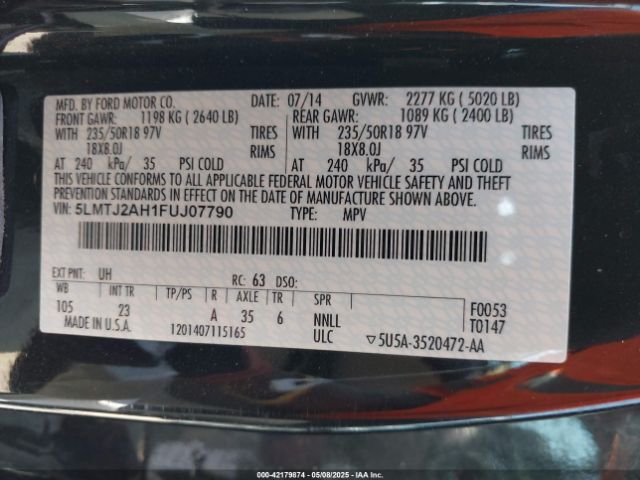 MFD. BY FORD MOTOR CO. DATE: 07/14 GVWR: 2277 KG ( 5020 LB)
FRONT GAWR: 1198 KG ( 2640 LB) REAR GAWR: 1089 KG ( 2400 LB)
WITH 235/50R18 97V TIRES WITH 235/50R18 97V TIRES
18X8.0J RIMS 18X8.0J RIMS
AT 240 kPa/ 35 PSI COLD AT 240 kPa/ 35 PSI COLD
THIS VEHICLE CONFORMS TO ALL APPLICABLE FEDERAL MOTOR VEHICLE SAFETY AND THEFT
PREVENTION STANDARDS IN EFFECT ON THE DATE OF MANUFACTURE SHOWN ABOVE.
VIN: 5LMTJ2AH1FUJ07790 TYPE: MPV
EXT PNT: UH RC: 63 DSO:
WB INT TR TP/PS R AXLE TR SPR
105 23 A 35 6 NNLL F0053
MADE IN U.S.A. 1201407115165 ULC T0147
▽5U5A-3520472-AA
000-42179874 | 05/08/2025 | IAAI.COM